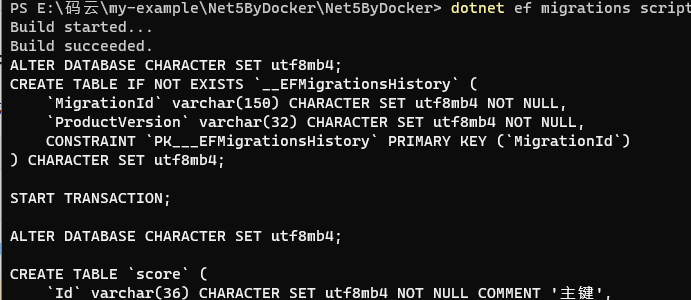 PS E:\码云\my-example\Net5ByDocker\Net5ByDocker> dotnet ef migrations script
Build started...
Build succeeded.
ALTER DATABASE CHARACTER SET utf8mb4;
CREATE TABLE IF NOT EXISTS `__EFMigrationsHistory` (
    `MigrationId` varchar(150) CHARACTER SET utf8mb4 NOT NULL,
    `ProductVersion` varchar(32) CHARACTER SET utf8mb4 NOT NULL,
    CONSTRAINT `PK___EFMigrationsHistory` PRIMARY KEY (`MigrationId`)
) CHARACTER SET utf8mb4;
START TRANSACTION;
ALTER DATABASE CHARACTER SET utf8mb4;
CREATE TABLE `score` (
    `Id` varchar(36) CHARACTER SET utf8mb4 NOT NULL COMMENT '主键',